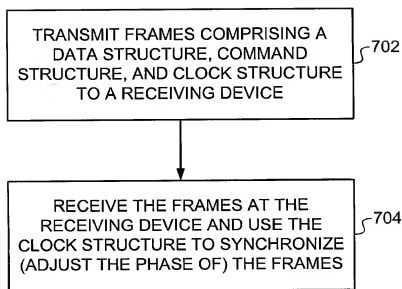 TRANSMIT FRAMES COMPRISING A
DATA STRUCTURE, COMMAND
STRUCTURE, AND CLOCK STRUCTURE
TO A RECEIVING DEVICE
702
RECEIVE THE FRAMES AT THE
RECEIVING DEVICE AND USE THE
CLOCK STRUCTURE TO SYNCHRONIZE
(ADJUST THE PHASE OF) THE FRAMES
704